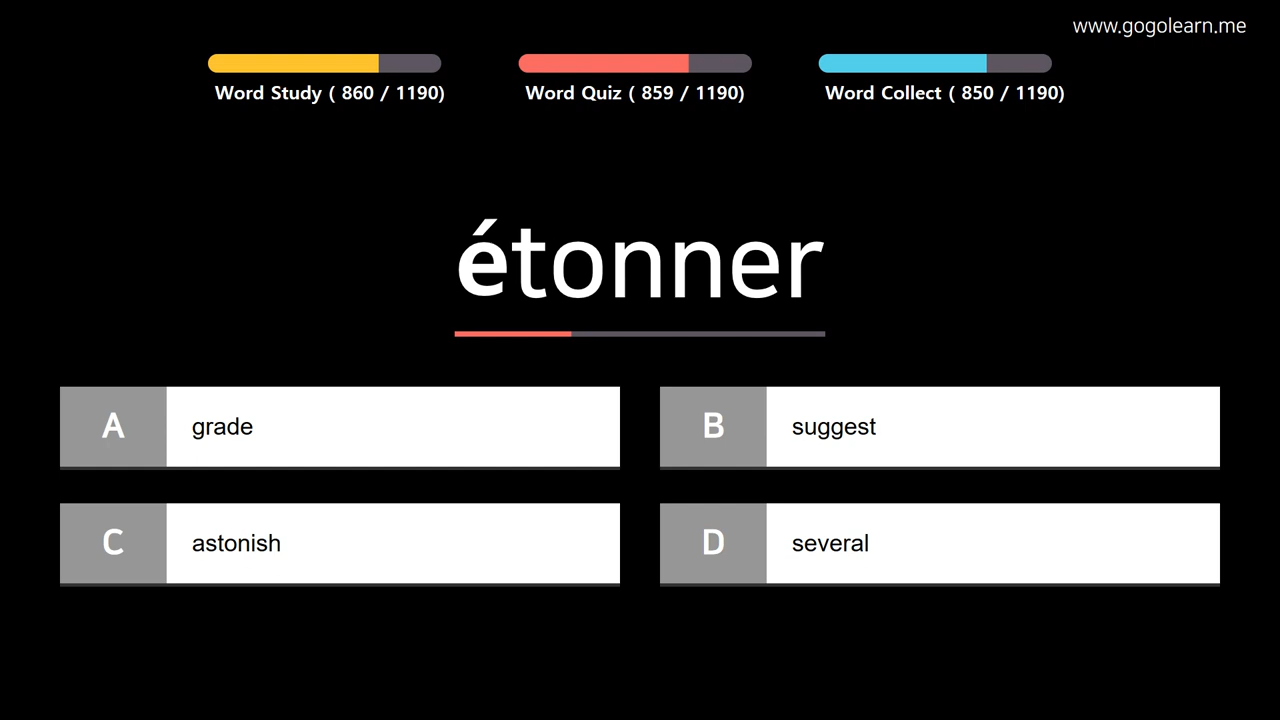 www.gogolearn.me
Word Study ( 860 / 1190)
Word Quiz ( 859 / 1190)
Word Collect ( 850 / 1190)
étonner
A grade
B suggest
C astonish
D several